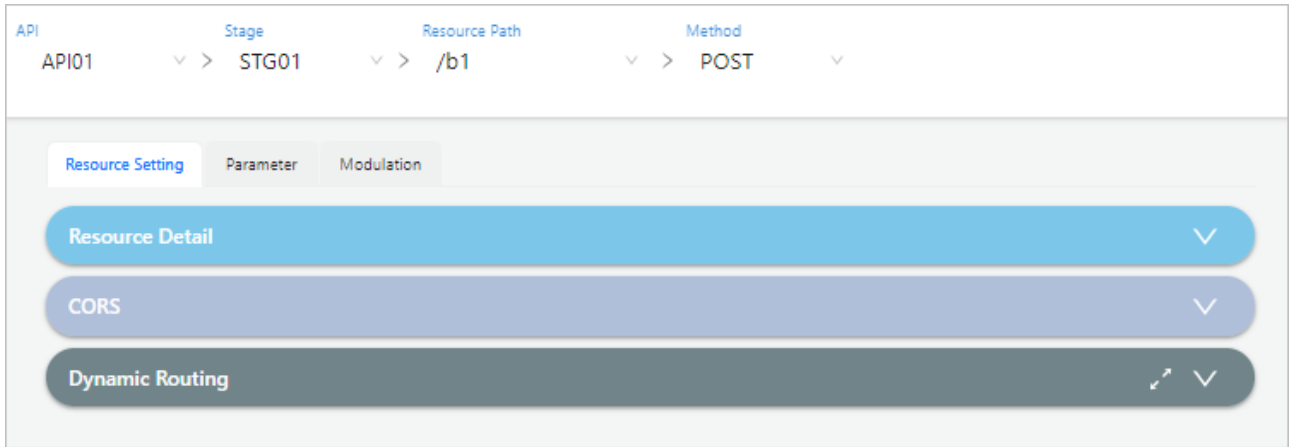 API Stage Resource Path Method
API01 > STG01 > /b1 > POST
Resource Setting Parameter Modulation
Resource Detail
CORS
Dynamic Routing